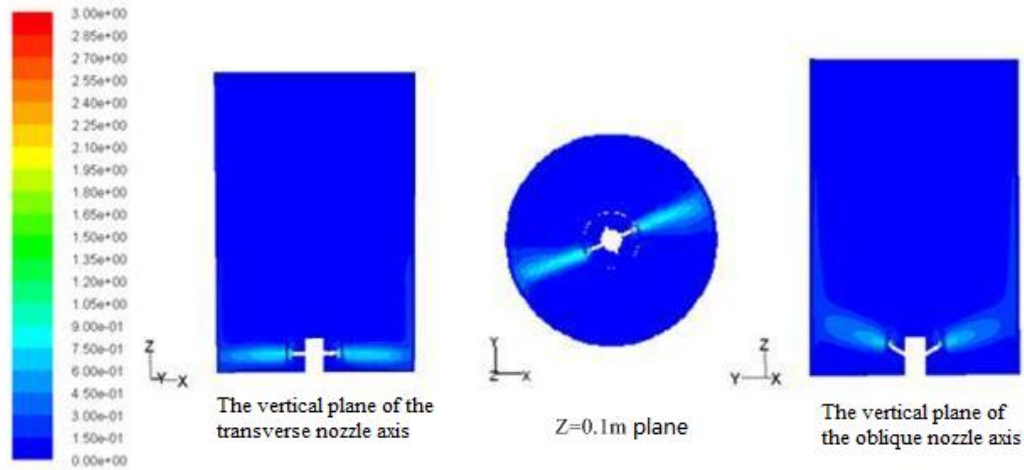 3.00e+00
2.85e+00
2.70e+00
2.55e+00
2.40e+00
2.25e+00
2.10e+00
1.95e+00
1.80e+00
1.65e+00
1.50e+00
1.35e+00
1.20e+00
1.05e+00
9.00e-01
7.50e-01
6.00e-01
4.50e-01
3.00e-01
1.50e-01
0.00e+00
Z
Y X
The vertical plane of the
transverse nozzle axis
Y
Z X
Z=0.1m plane
Z
Y X
The vertical plane of
the oblique nozzle axis